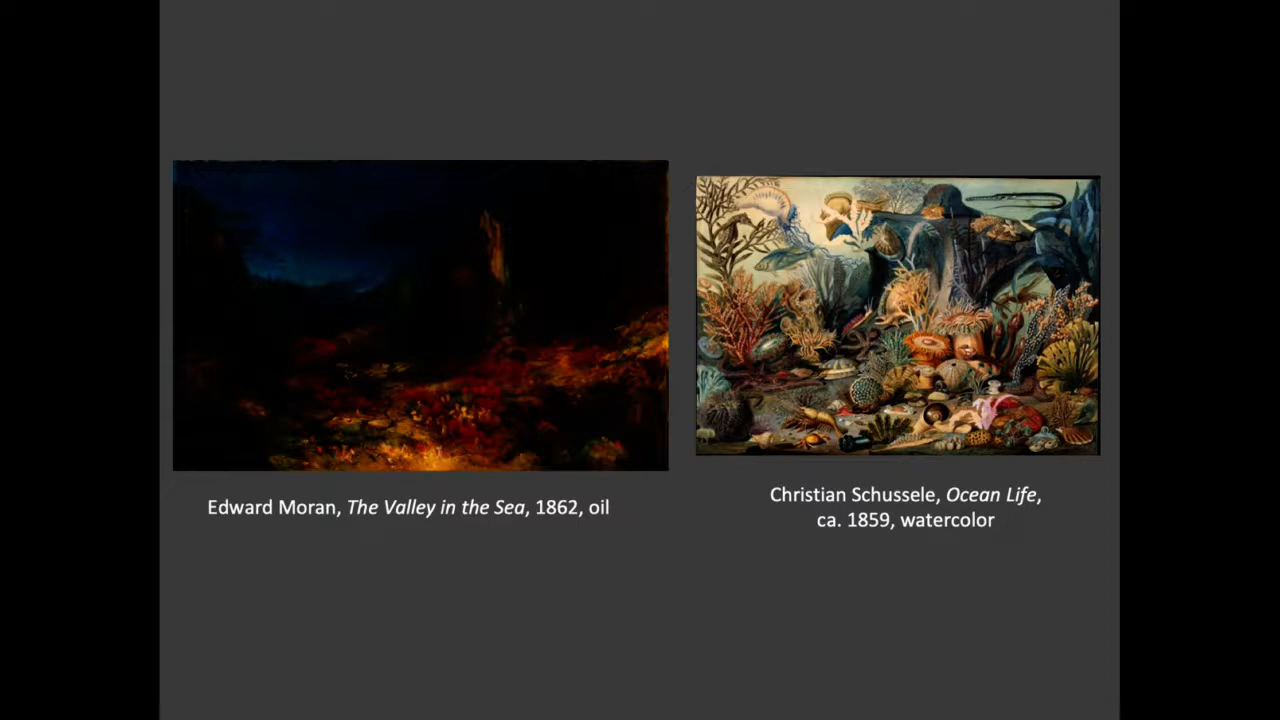 Edward Moran, The Valley in the Sea, 1862, oil
Christian Schussele, Ocean Life,
ca. 1859, watercolor